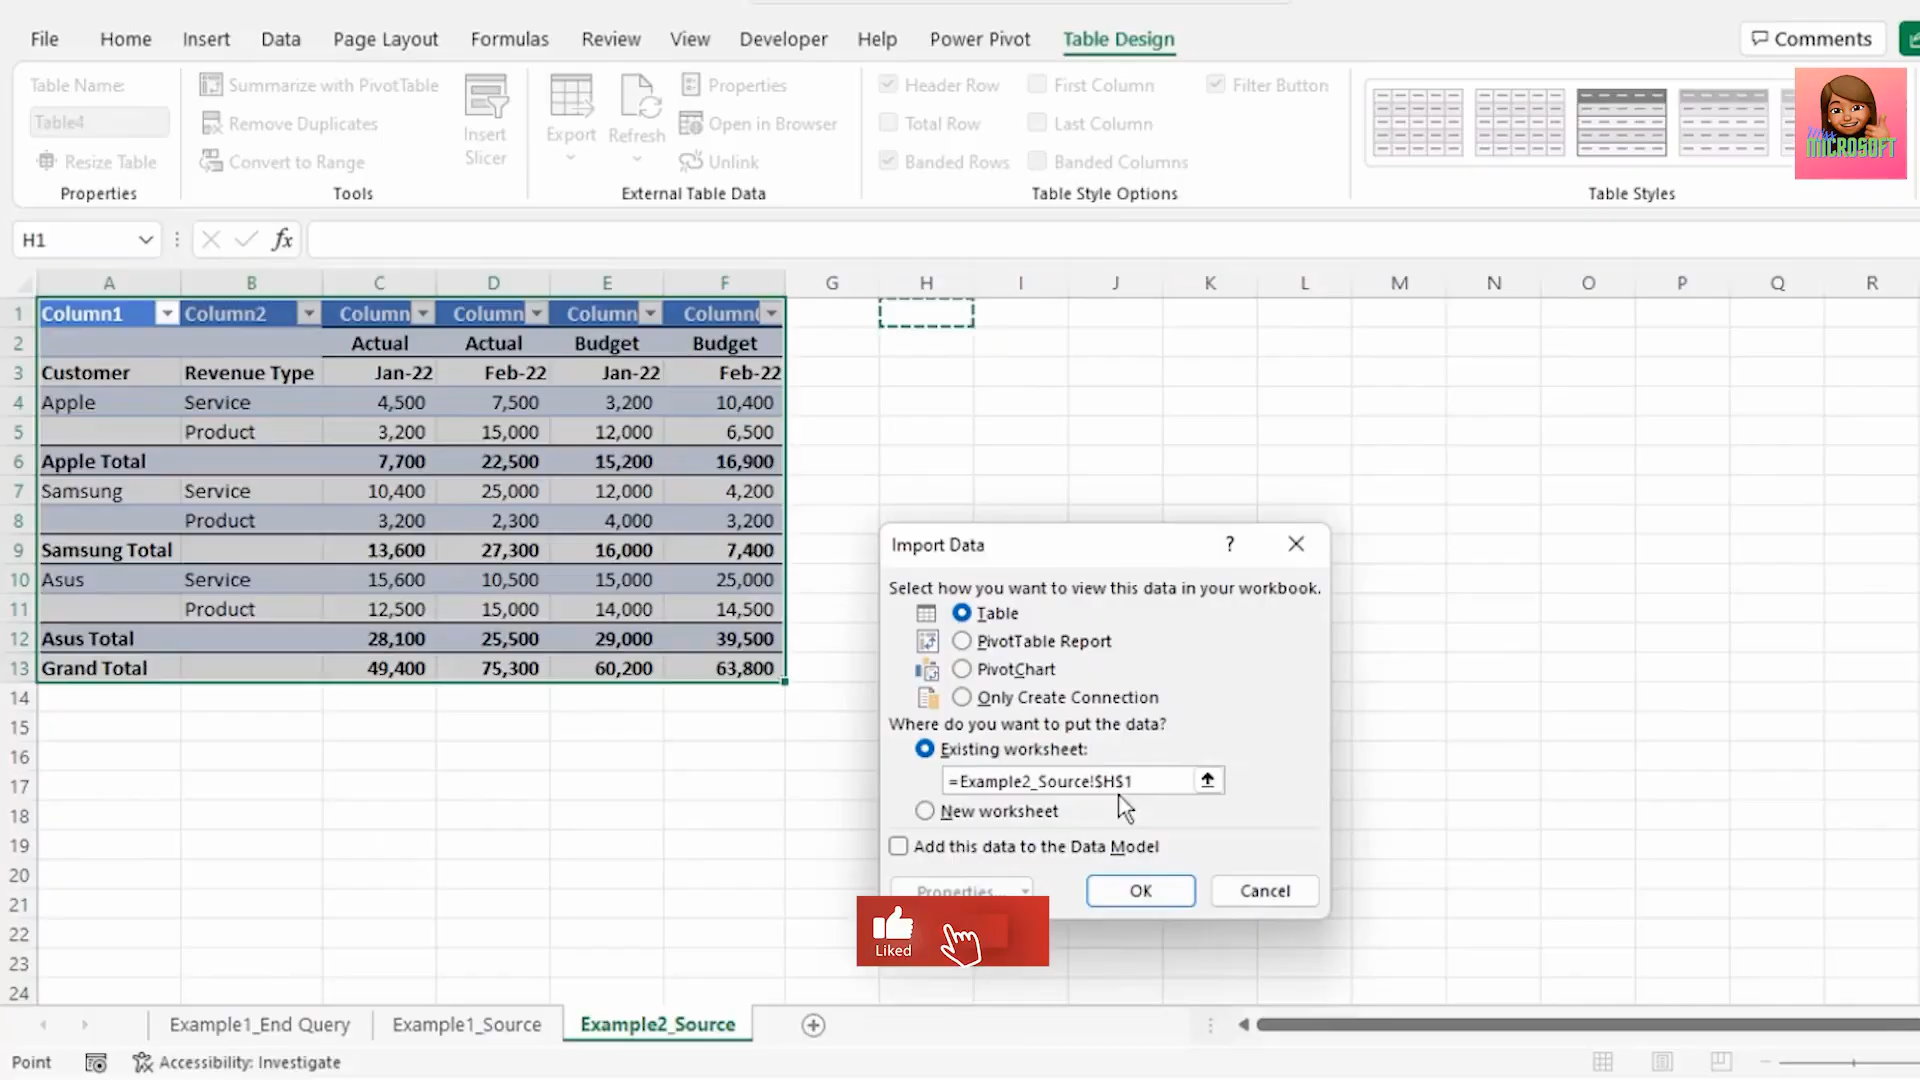 File Home Insert Data Page Layout Formulas Review View Developer Help Power Pivot Table Design Comments
Table Name: Summarize with PivotTable Properties Header Row First Column Filter Button
Table4 Remove Duplicates Insert Slicer Export Refresh Open in Browser Total Row Last Column
Resize Table Convert to Range Unlink Banded Rows Banded Columns
Miss MICROSOFT
Properties Tools External Table Data Table Style Options Table Styles
H1 fx
A B C D E F G H I J K L M N O P Q R
1 Column1 Column2 Column Column Column Column(
2 Actual Actual Budget Budget
3 Customer Revenue Type Jan-22 Feb-22 Jan-22 Feb-22
4 Apple Service 4,500 7,500 3,200 10,400
5 Product 3,200 15,000 12,000 6,500
6 Apple Total 7,700 22,500 15,200 16,900
7 Samsung Service 10,400 25,000 12,000 4,200
8 Product 3,200 2,300 4,000 3,200
9 Samsung Total 13,600 27,300 16,000 7,400
10 Asus Service 15,600 10,500 15,000 25,000
11 Product 12,500 15,000 14,000 14,500
12 Asus Total 28,100 25,500 29,000 39,500
13 Grand Total 49,400 75,300 60,200 63,800
14
15
16
17
18
19
20
21
22
23
24
Import Data ?
Select how you want to view this data in your workbook.
Table
PivotTable Report
PivotChart
Only Create Connection
Where do you want to put the data?
Existing worksheet:
=Example2_Source!$H$1
New worksheet
Add this data to the Data Model
Properties... OK Cancel
Liked
Example1_End Query Example1_Source Example2_Source
Point Accessibility: Investigate